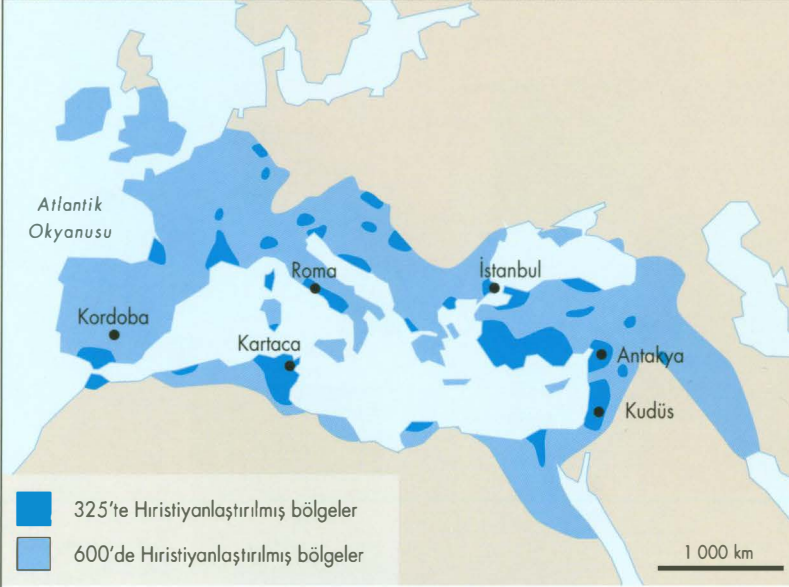 Atlantik
Okyanusu
Roma
İstanbul
Kordoba
Kartaca
Antakya
Kudüs
325'te Hıristiyanlaştırılmış bölgeler
600'de Hıristiyanlaştırılmış bölgeler
1 000 km